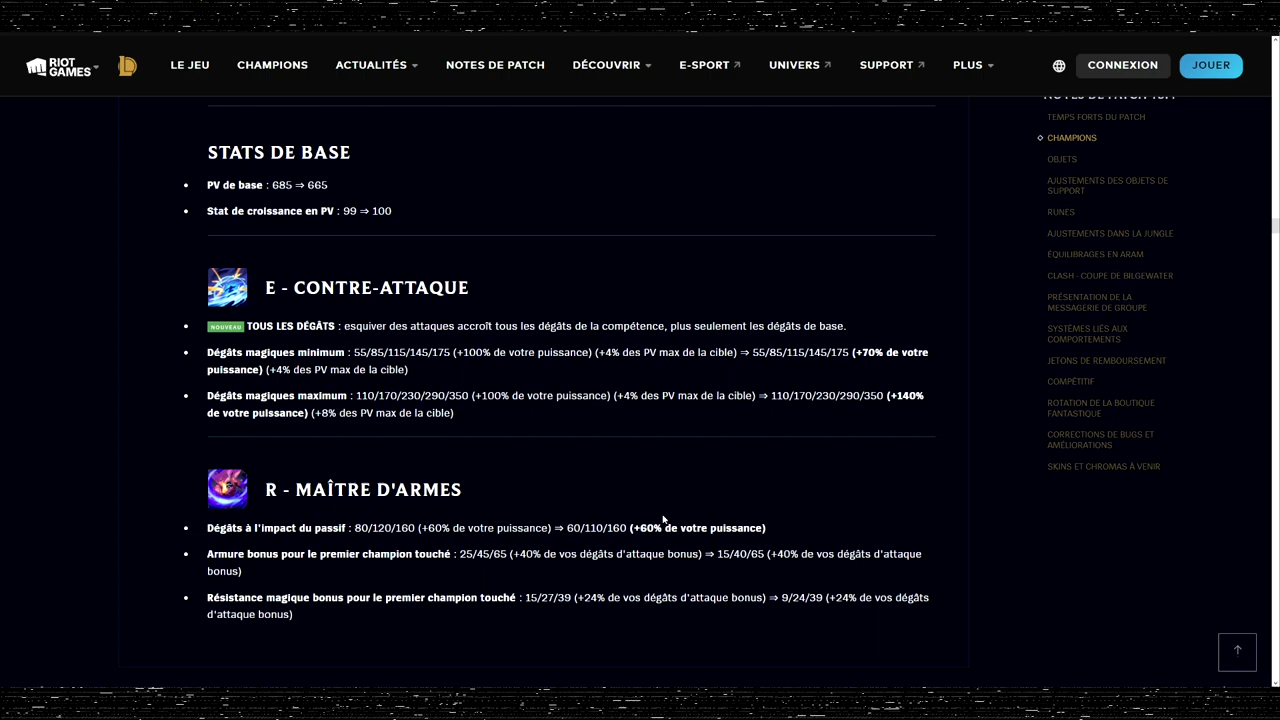 RIOT GAMES
LE JEU
CHAMPIONS
ACTUALITÉS
NOTES DE PATCH
DÉCOUVRIR
E-SPORT
UNIVERS
SUPPORT
PLUS
CONNEXION
JOUER
STATS DE BASE
PV de base : 685 ⇒ 665
Stat de croissance en PV : 99 ⇒ 100
E - CONTRE-ATTAQUE
NOUVEAU TOUS LES DÉGÂTS : esquiver des attaques accroît tous les dégâts de la compétence, plus seulement les dégâts de base.
Dégâts magiques minimum : 55/85/115/145/175 (+100% de votre puissance) (+4% des PV max de la cible) ⇒ 55/85/115/145/175 (+70% de votre
puissance) (+4% des PV max de la cible)
Dégâts magiques maximum : 110/170/230/290/350 (+100% de votre puissance) (+4% des PV max de la cible) ⇒ 110/170/230/290/350 (+140%
de votre puissance) (+8% des PV max de la cible)
R - MAÎTRE D'ARMES
Dégâts à l'impact du passif : 80/120/160 (+60% de votre puissance) ⇒ 60/110/160 (+60% de votre puissance)
Armure bonus pour le premier champion touché : 25/45/65 (+40% de vos dégâts d'attaque bonus) ⇒ 15/40/65 (+40% de vos dégâts d'attaque
bonus)
Résistance magique bonus pour le premier champion touché : 15/27/39 (+24% de vos dégâts d'attaque bonus) ⇒ 9/24/39 (+24% de vos dégâts
d'attaque bonus)
TEMPS FORTS DU PATCH
CHAMPIONS
OBJETS
AJUSTEMENTS DES OBJETS DE
SUPPORT
RUNES
AJUSTEMENTS DANS LA JUNGLE
ÉQUILIBRAGES EN ARAM
CLASH - COUPE DE BILGEWATER
PRÉSENTATION DE LA
MESSAGERIE DE GROUPE
SYSTÈMES LIÉS AUX
COMPORTEMENTS
JETONS DE REMBOURSEMENT
COMPÉTITIF
ROTATION DE LA BOUTIQUE
FANTASTIQUE
CORRECTIONS DE BUGS ET
AMÉLIORATIONS
SKINS ET CHROMAS À VENIR